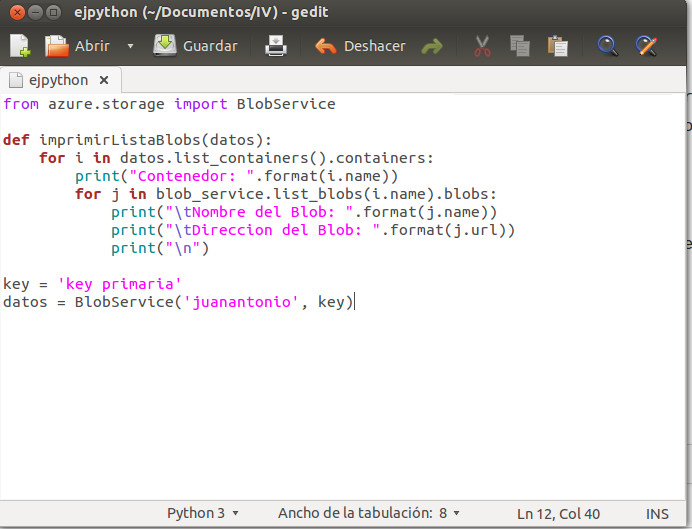 ejpython (~/Documentos/IV) - gedit
Abrir Guardar Deshacer
ejpython
from azure.storage import BlobService
def imprimirListaBlobs(datos):
    for i in datos.list_containers().containers:
        print("Contenedor: ".format(i.name))
        for j in blob_service.list_blobs(i.name).blobs:
            print("\tNombre del Blob: ".format(j.name))
            print("\tDireccion del Blob: ".format(j.url))
            print("\n")
key = 'key primaria'
datos = BlobService('juanantonio', key)
Python 3 Ancho de la tabulación: 8 Ln 12, Col 40 INS